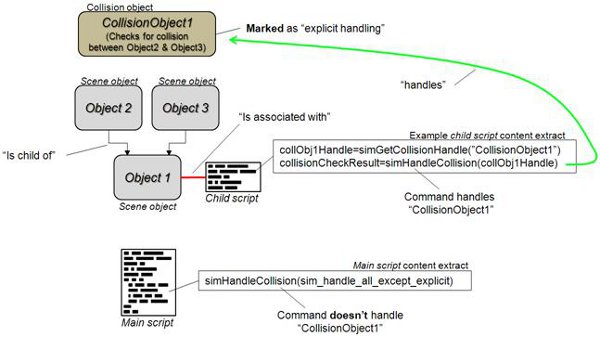 Collision object
CollisionObject1
(Checks for collision
between Object2 & Object3)
Marked as “explicit handling”
“handles”
Scene object
Scene object
Object 2
Object 3
“Is associated with”
“Is child of”
Example child script content extract
collObj1Handle=simGetCollisionHandle("CollisionObject1")
collisionCheckResult=simHandleCollision(collObj1Handle)
Object 1
Scene object
Child script
Command handles
“CollisionObject1”
Main script content extract
simHandleCollision(sim_handle_all_except_explicit)
Main script
Command doesn’t handle
“CollisionObject1”